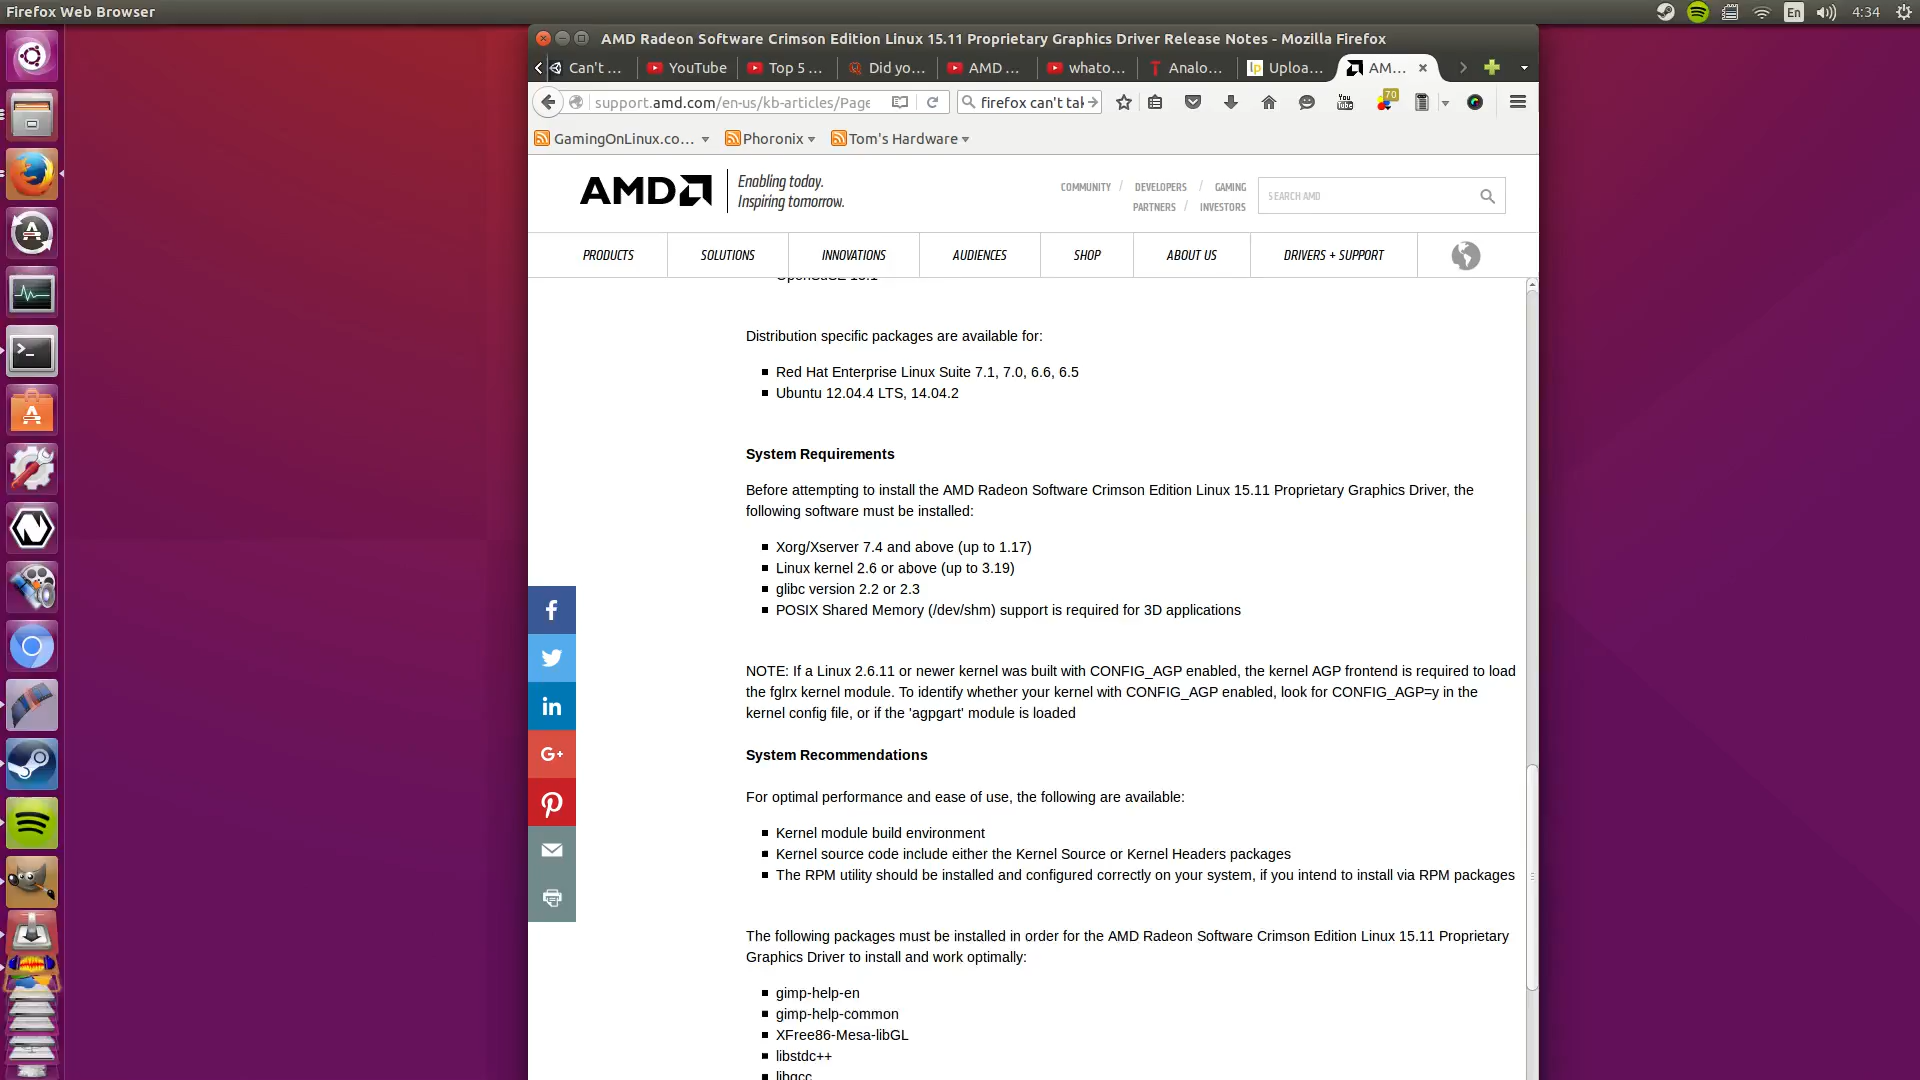 Firefox Web Browser
En
4:34
AMD Radeon Software Crimson Edition Linux 15.11 Proprietary Graphics Driver Release Notes - Mozilla Firefox
Can't ...
YouTube
Top 5 ...
Did yo...
AMD ...
whato...
Analo...
Uploa...
AM...
support.amd.com/en-us/kb-articles/Page
firefox can't tal
You
Tube
70
GamingOnLinux.co...
Phoronix
Tom's Hardware
AMD
Enabling today.
Inspiring tomorrow.
COMMUNITY / DEVELOPERS / GAMING
PARTNERS / INVESTORS
SEARCH AMD
PRODUCTS
SOLUTIONS
INNOVATIONS
AUDIENCES
SHOP
ABOUT US
DRIVERS + SUPPORT
Distribution specific packages are available for:
Red Hat Enterprise Linux Suite 7.1, 7.0, 6.6, 6.5
Ubuntu 12.04.4 LTS, 14.04.2
System Requirements
Before attempting to install the AMD Radeon Software Crimson Edition Linux 15.11 Proprietary Graphics Driver, the
following software must be installed:
Xorg/Xserver 7.4 and above (up to 1.17)
Linux kernel 2.6 or above (up to 3.19)
glibc version 2.2 or 2.3
POSIX Shared Memory (/dev/shm) support is required for 3D applications
NOTE: If a Linux 2.6.11 or newer kernel was built with CONFIG_AGP enabled, the kernel AGP frontend is required to load
the fglrx kernel module. To identify whether your kernel with CONFIG_AGP enabled, look for CONFIG_AGP=y in the
kernel config file, or if the 'agpgart' module is loaded
System Recommendations
For optimal performance and ease of use, the following are available:
Kernel module build environment
Kernel source code include either the Kernel Source or Kernel Headers packages
The RPM utility should be installed and configured correctly on your system, if you intend to install via RPM packages
The following packages must be installed in order for the AMD Radeon Software Crimson Edition Linux 15.11 Proprietary
Graphics Driver to install and work optimally:
gimp-help-en
gimp-help-common
XFree86-Mesa-libGL
libstdc++
libgcc